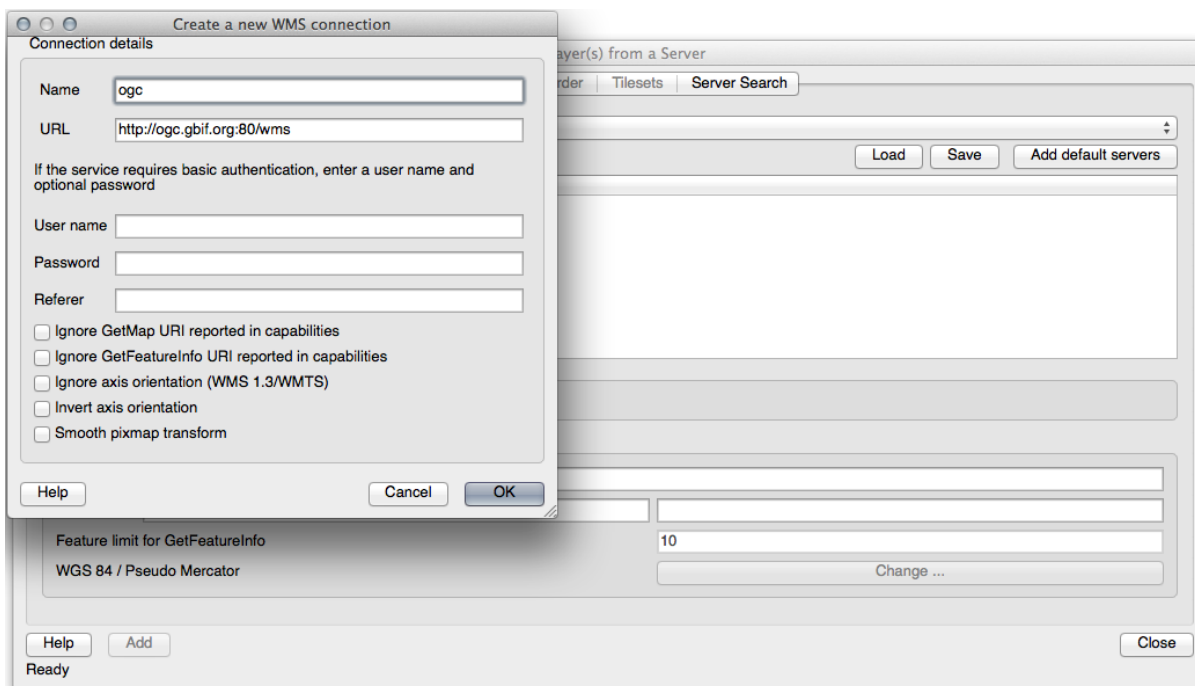 Create a new WMS connection
Connection details
Name
ogc
URL
http://ogc.gbif.org:80/wms
If the service requires basic authentication, enter a user name and
optional password
User name
Password
Referer
Ignore GetMap URI reported in capabilities
Ignore GetFeatureInfo URI reported in capabilities
Ignore axis orientation (WMS 1.3/WMTS)
Invert axis orientation
Smooth pixmap transform
Help
Cancel
OK
ayer(s) from a Server
rder
Tilesets
Server Search
Load
Save
Add default servers
Feature limit for GetFeatureInfo
10
WGS 84 / Pseudo Mercator
Change ...
Help
Add
Close
Ready